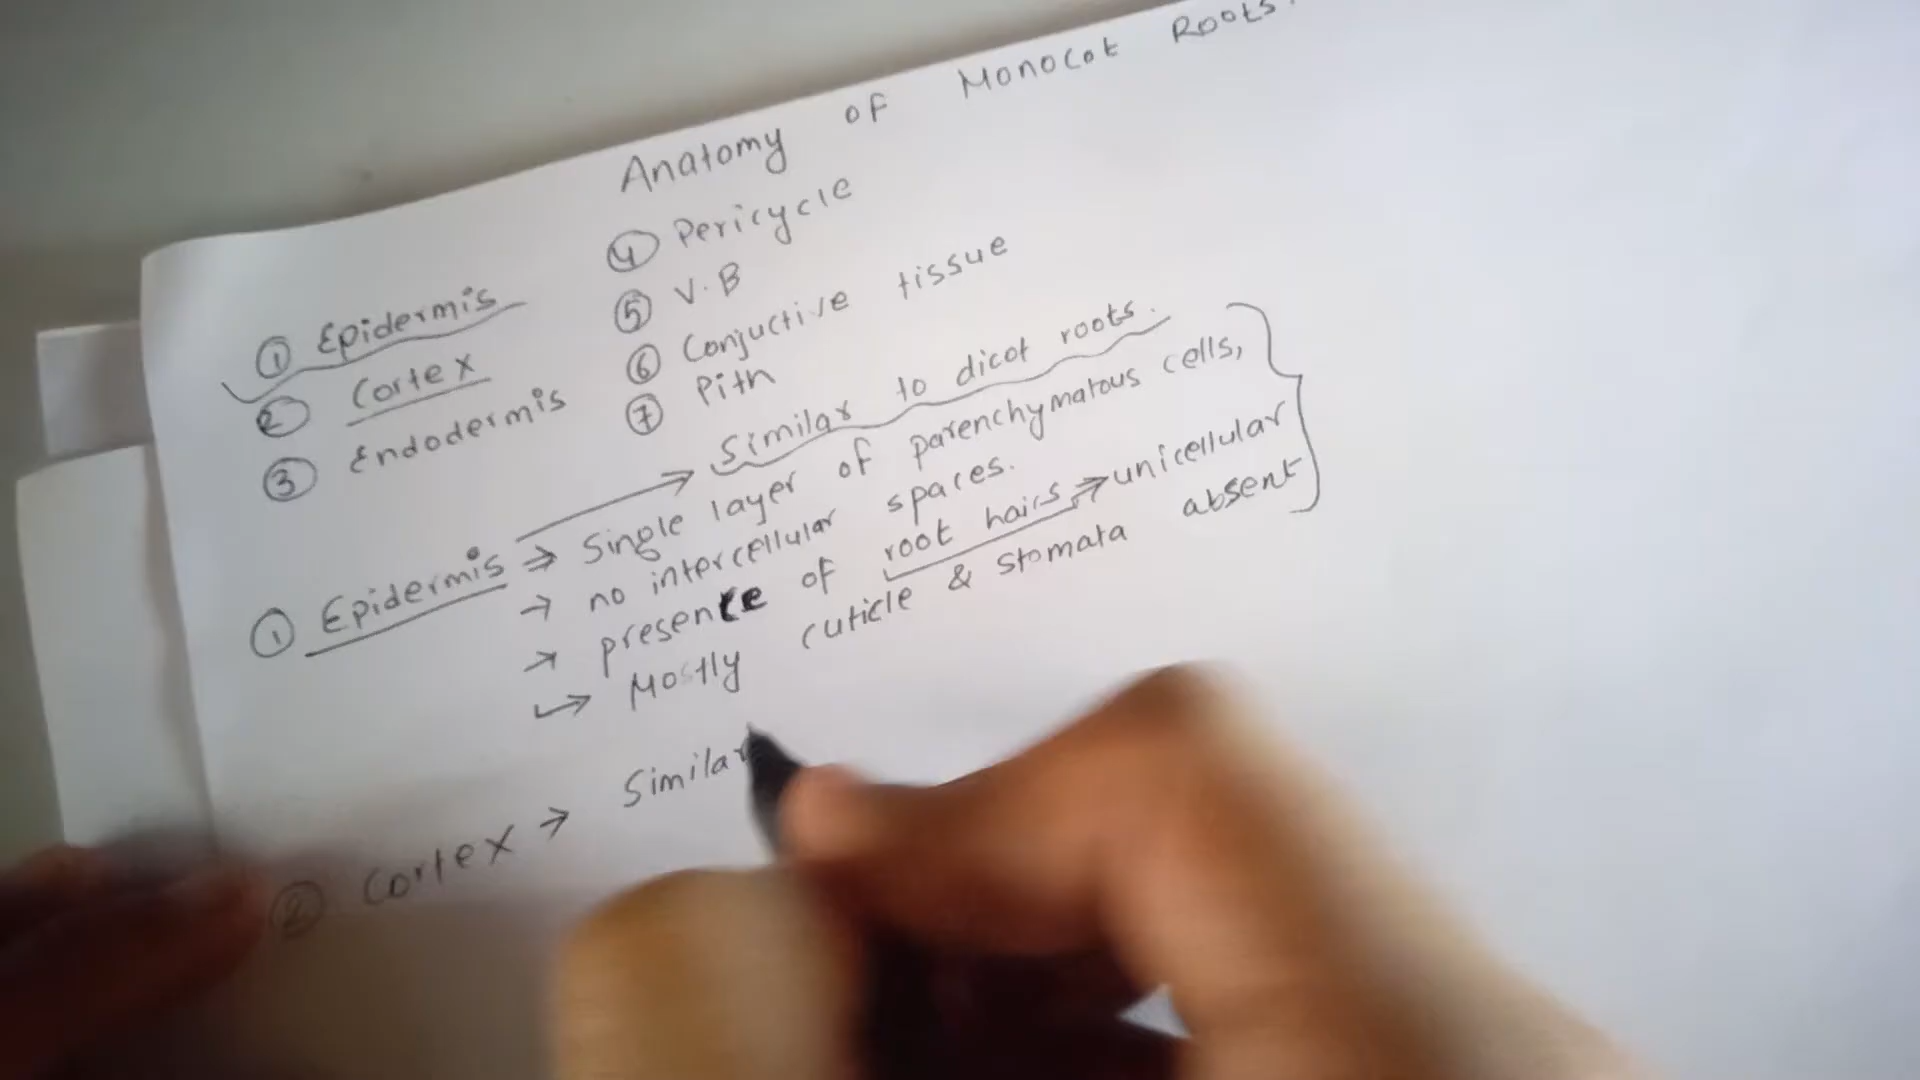 Anatomy of Monocot Roots.
① Epidermis
② Cortex
③ Endodermis
④ Pericycle
⑤ V.B
⑥ Conjuctive tissue
⑦ Pith
① Epidermis → Similar to dicot roots.
⇒ Single layer of parenchymatous cells,
→ no intercellular spaces.
→ presence of root hairs → unicellular
↳ Mostly cuticle & stomata absent
② Cortex → Similar